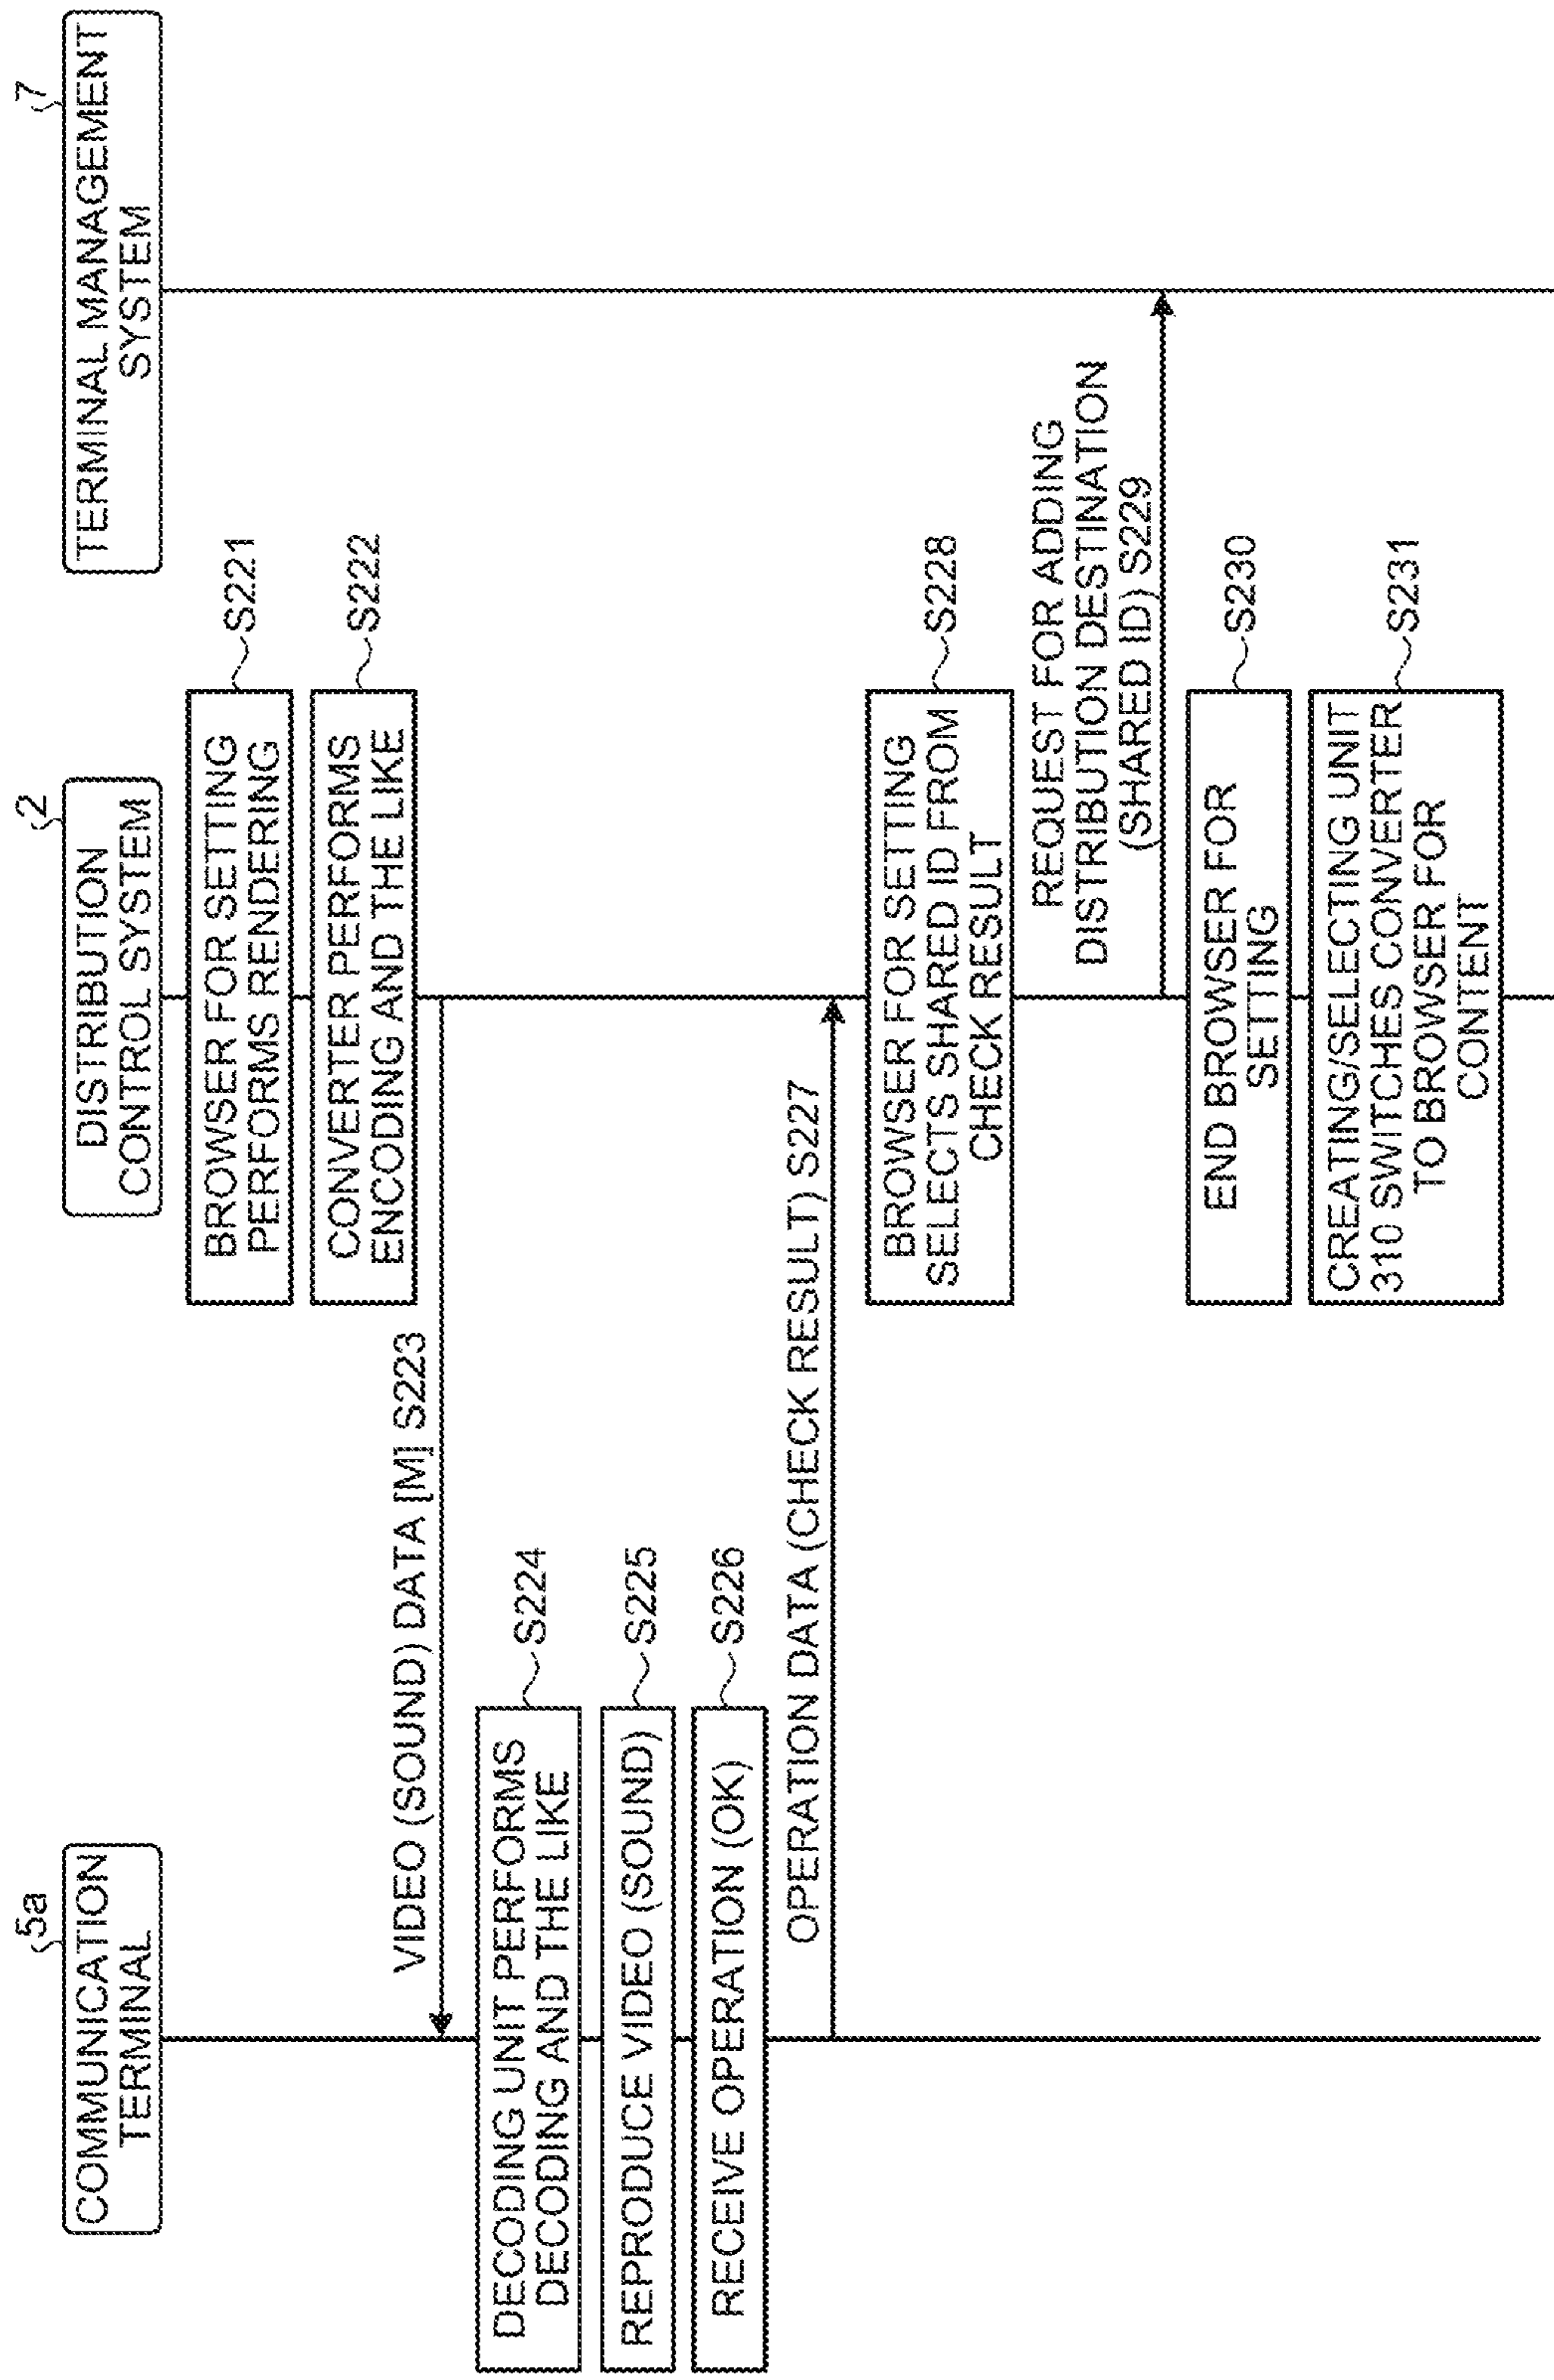 5a
COMMUNICATION
TERMINAL
2
DISTRIBUTION
CONTROL SYSTEM
7
TERMINAL MANAGEMENT
SYSTEM
BROWSER FOR SETTING
PERFORMS RENDERING
S221
CONVERTER PERFORMS
ENCODING AND THE LIKE
S222
VIDEO (SOUND) DATA [M] S223
DECODING UNIT PERFORMS
DECODING AND THE LIKE
S224
REPRODUCE VIDEO (SOUND)
S225
RECEIVE OPERATION (OK)
S226
OPERATION DATA (CHECK RESULT) S227
BROWSER FOR SETTING
SELECTS SHARED ID FROM
CHECK RESULT
S228
REQUEST FOR ADDING
DISTRIBUTION DESTINATION
(SHARED ID) S229
END BROWSER FOR
SETTING
S230
CREATING/SELECTING UNIT
310 SWITCHES CONVERTER
TO BROWSER FOR
CONTENT
S231